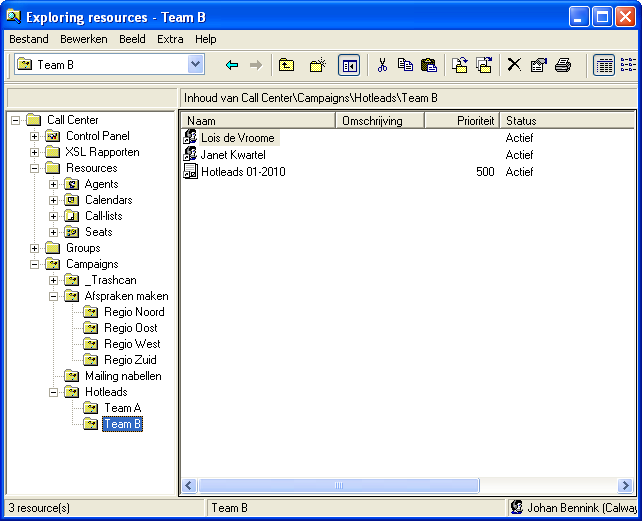 Exploring resources - Team B
Bestand Bewerken Beeld Extra Help
Team B
Inhoud van Call Center\Campaigns\Hotleads\Team B
Call Center
Control Panel
XSL Rapporten
Resources
Agents
Calendars
Call-lists
Seats
Groups
Campaigns
_Trashcan
Afspraken maken
Regio Noord
Regio Oost
Regio West
Regio Zuid
Mailing nabellen
Hotleads
Team A
Team B
Naam Omschrijving Prioriteit Status
Lois de Vroome Actief
Janet Kwartel Actief
Hotleads 01-2010 500 Actief
3 resource(s) Team B Johan Bennink (Calway